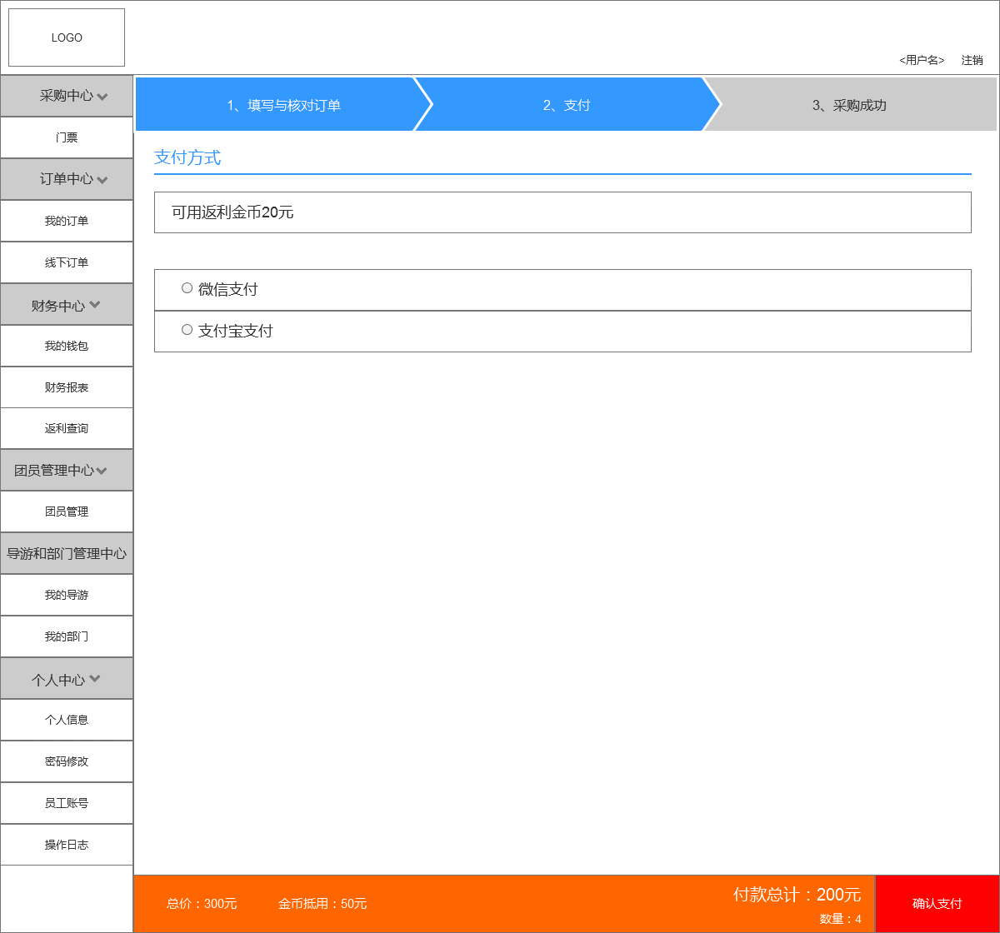 LOGO
<用户名> 注销
采购中心
门票
订单中心
我的订单
线下订单
财务中心
我的钱包
财务报表
返利查询
团员管理中心
团员管理
导游和部门管理中心
我的导游
我的部门
个人中心
个人信息
密码修改
员工账号
操作日志
1、填写与核对订单
2、支付
3、采购成功
支付方式
可用返利金币20元
微信支付
支付宝支付
总价：300元
金币抵用：50元
付款总计：200元
数量：4
确认支付